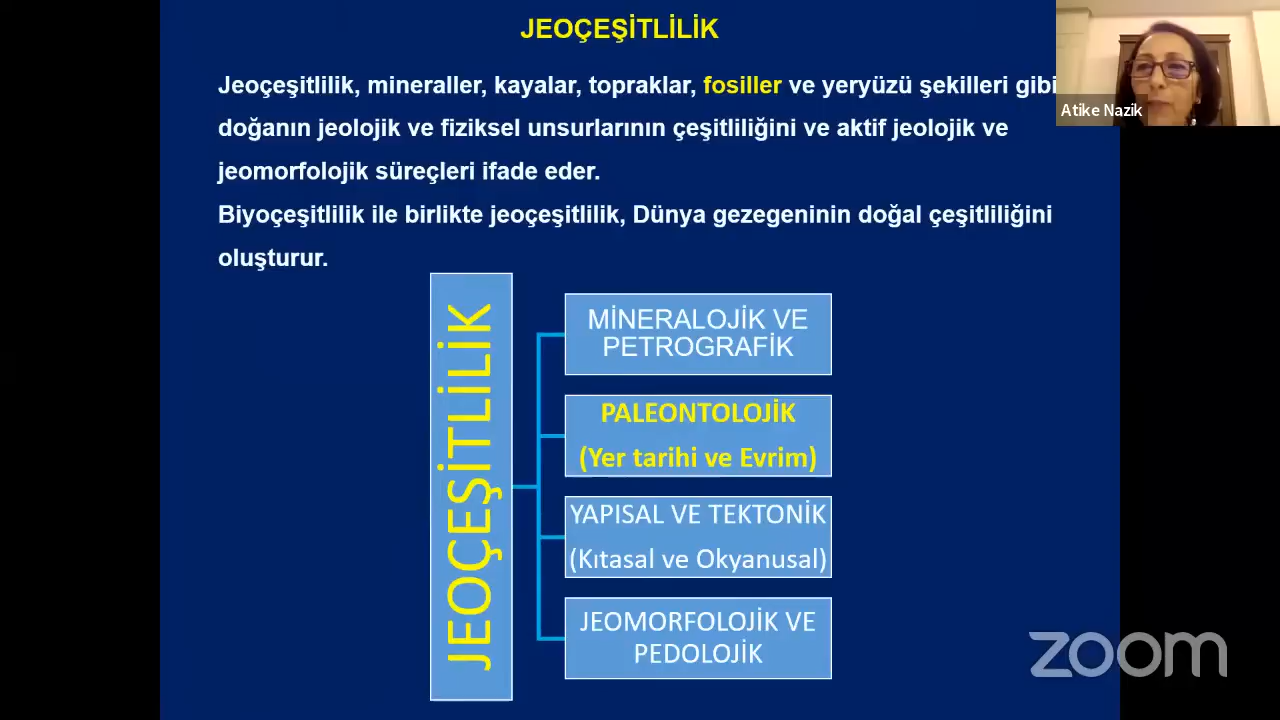 JEOÇEŞİTLİLİK
Jeoçeşitlilik, mineraller, kayalar, topraklar, fosiller ve yeryüzü şekilleri gibi
doğanın jeolojik ve fiziksel unsurlarının çeşitliliğini ve aktif jeolojik ve
jeomorfolojik süreçleri ifade eder.
Biyoçeşitlilik ile birlikte jeoçeşitlilik, Dünya gezegeninin doğal çeşitliliğini
oluşturur.
JEOÇEŞİTLİLİK
MİNERALOJİK VE
PETROGRAFİK
PALEONTOLOJİK
(Yer tarihi ve Evrim)
YAPISAL VE TEKTONİK
(Kıtasal ve Okyanusal)
JEOMORFOLOJİK VE
PEDOLOJİK
Atike Nazik
zoom